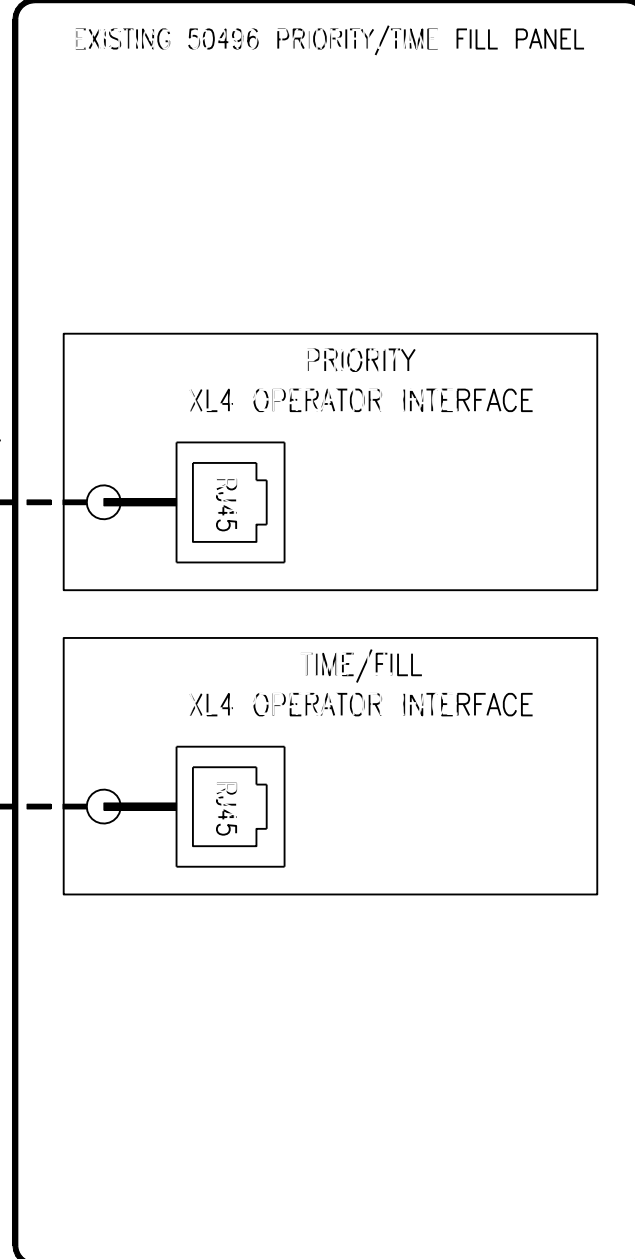 EXISTING 50496 PRIORITY/TIME FILL PANEL
PRIORITY
XL4 OPERATOR INTERFACE
RJ45
TIME/FILL
XL4 OPERATOR INTERFACE
RJ45